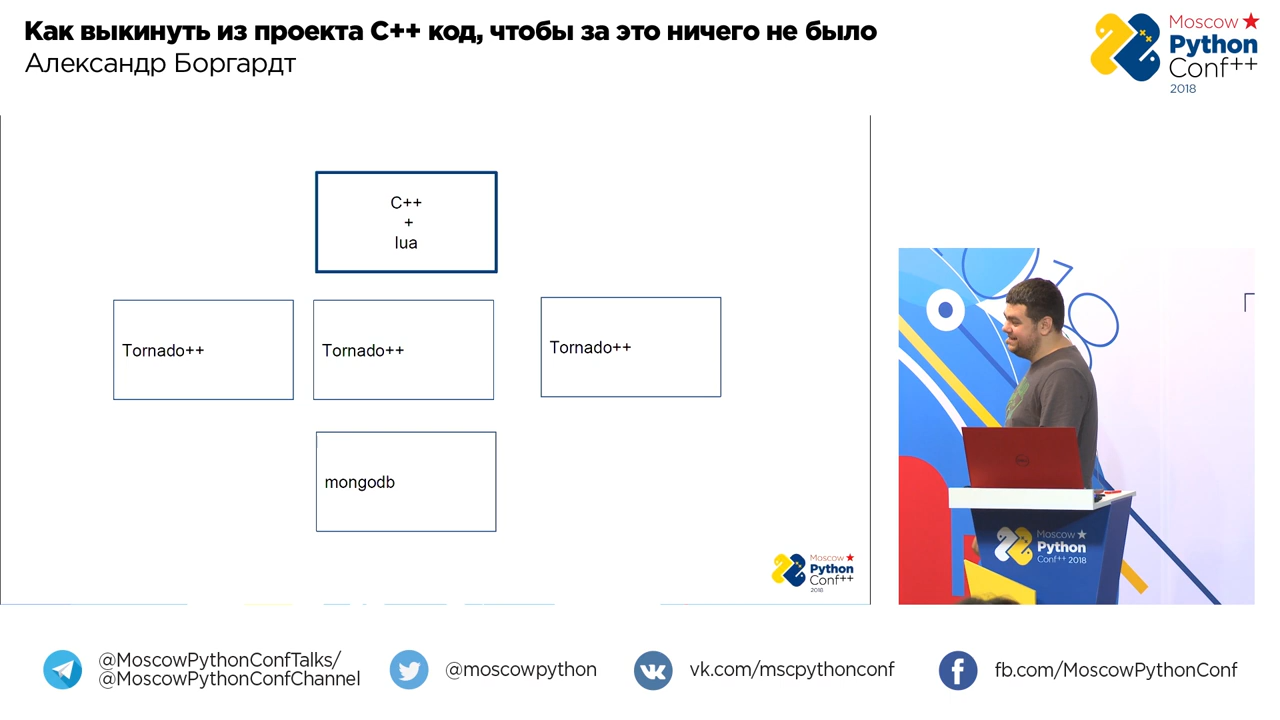 Как выкинуть из проекта С++ код, чтобы за это ничего не было
Александр Боргардт
Moscow
Python
Conf++
2018
C++
+
lua
Tornado++
Tornado++
Tornado++
mongodb
Moscow
Python
Conf++
2018
Moscow
Python
Conf++ 2018
@MoscowPythonConfTalks/
@MoscowPythonConfChannel
@moscowpython
vk.com/mscpythonconf
fb.com/MoscowPythonConf